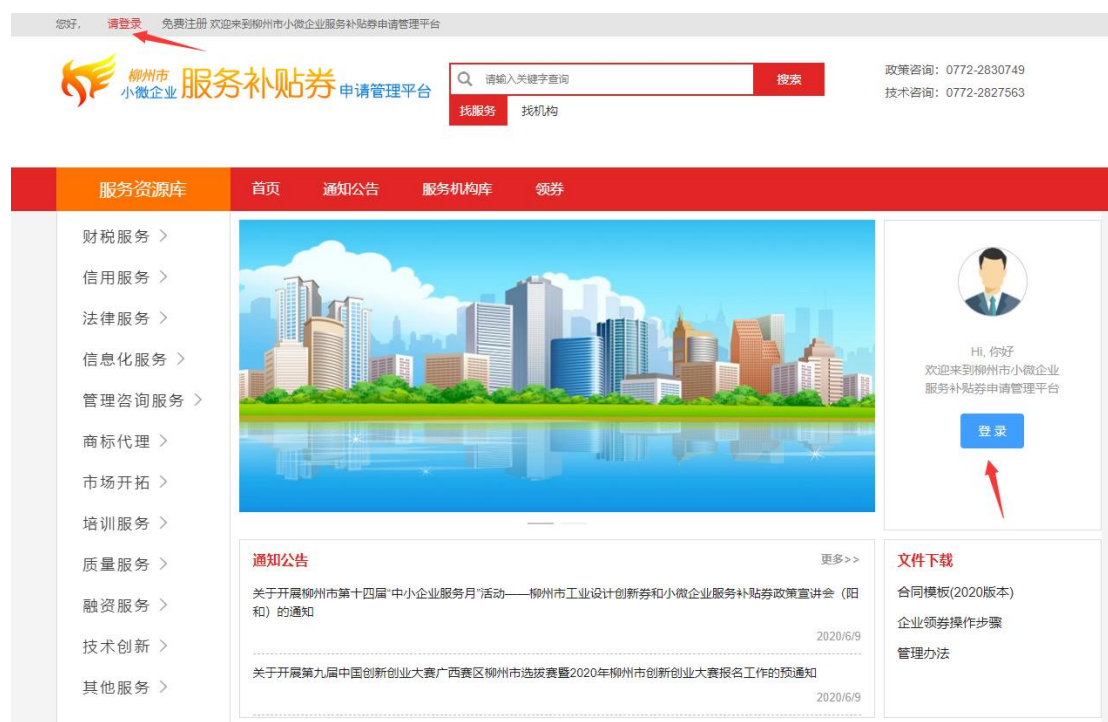 您好， 请登录 免费注册 欢迎来到柳州市小微企业服务补贴券申请管理平台
柳州市
小微企业 服务补贴券 申请管理平台
请输入关键字查询 搜索
找服务 找机构
政策咨询：0772-2830749
技术咨询：0772-2827563
服务资源库 首页 通知公告 服务机构库 领券
财税服务 >
信用服务 >
法律服务 >
信息化服务 >
管理咨询服务 >
商标代理 >
市场开拓 >
培训服务 >
质量服务 >
融资服务 >
技术创新 >
其他服务 >
Hi, 你好
欢迎来到柳州市小微企业
服务补贴券申请管理平台
登 录
通知公告 更多>>
关于开展柳州市第十四届“中小企业服务月”活动——柳州市工业设计创新券和小微企业服务补贴券政策宣讲会（阳
和）的通知
2020/6/9
关于开展第九届中国创新创业大赛广西赛区柳州市选拔赛暨2020年柳州市创新创业大赛报名工作的预通知
2020/6/9
文件下载
合同模板(2020版本)
企业领券操作步骤
管理办法